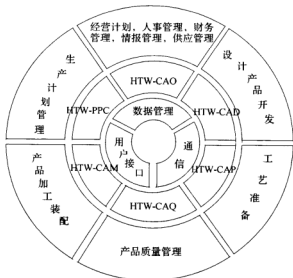 经营计划，人事管理，财务
管理，情报管理，供应管理
生产计划管理
设计产品开发
HTW-CAO
HTW-PPC
HTW-CAD
数据管理
用户接口
通信
HTW-CAM
HTW-CAP
HTW-CAQ
产品加工装配
工艺准备
产品质量管理